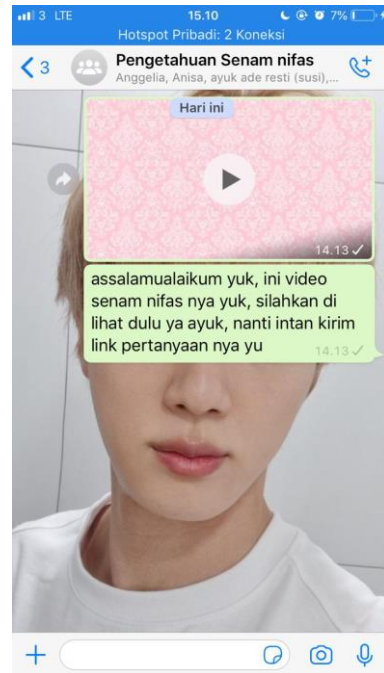 3 LTE 15.10 7%
Hotspot Pribadi: 2 Koneksi
3 Pengetahuan Senam nifas
Anggelia, Anisa, ayuk ade resti (susi),...
Hari ini
14.13
assalamualaikum yuk, ini video
senam nifas nya yuk, silahkan di
lihat dulu ya ayuk, nanti intan kirim
link pertanyaan nya yu
14.13